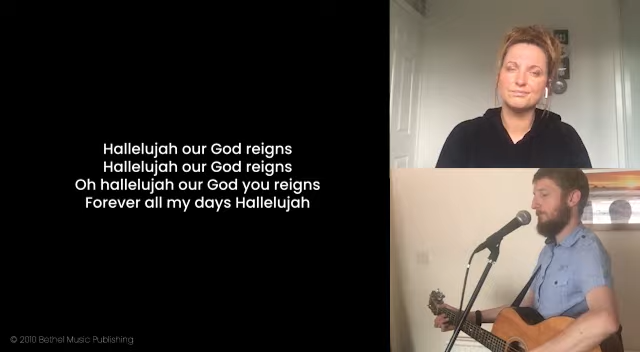 Hallelujah our God reigns
Hallelujah our God reigns
Oh hallelujah our God you reigns
Forever all my days Hallelujah
© 2010 Bethel Music Publishing